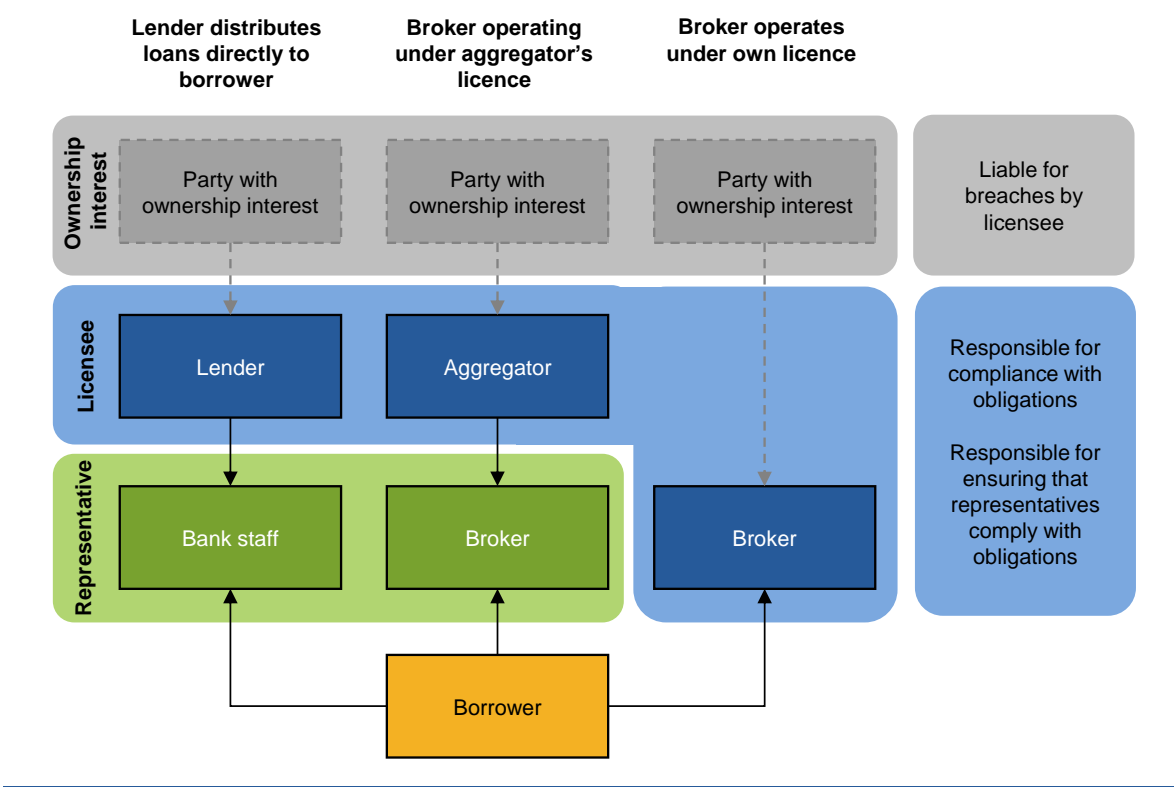 Lender distributes
loans directly to
borrower
Broker operating
under aggregator’s
licence
Broker operates
under own licence
Ownership
interest
Party with
ownership interest
Party with
ownership interest
Party with
ownership interest
Liable for
breaches by
licensee
Licensee
Lender
Aggregator
Responsible for
compliance with
obligations
Responsible for
ensuring that
representatives
comply with
obligations
Representative
Bank staff
Broker
Broker
Borrower